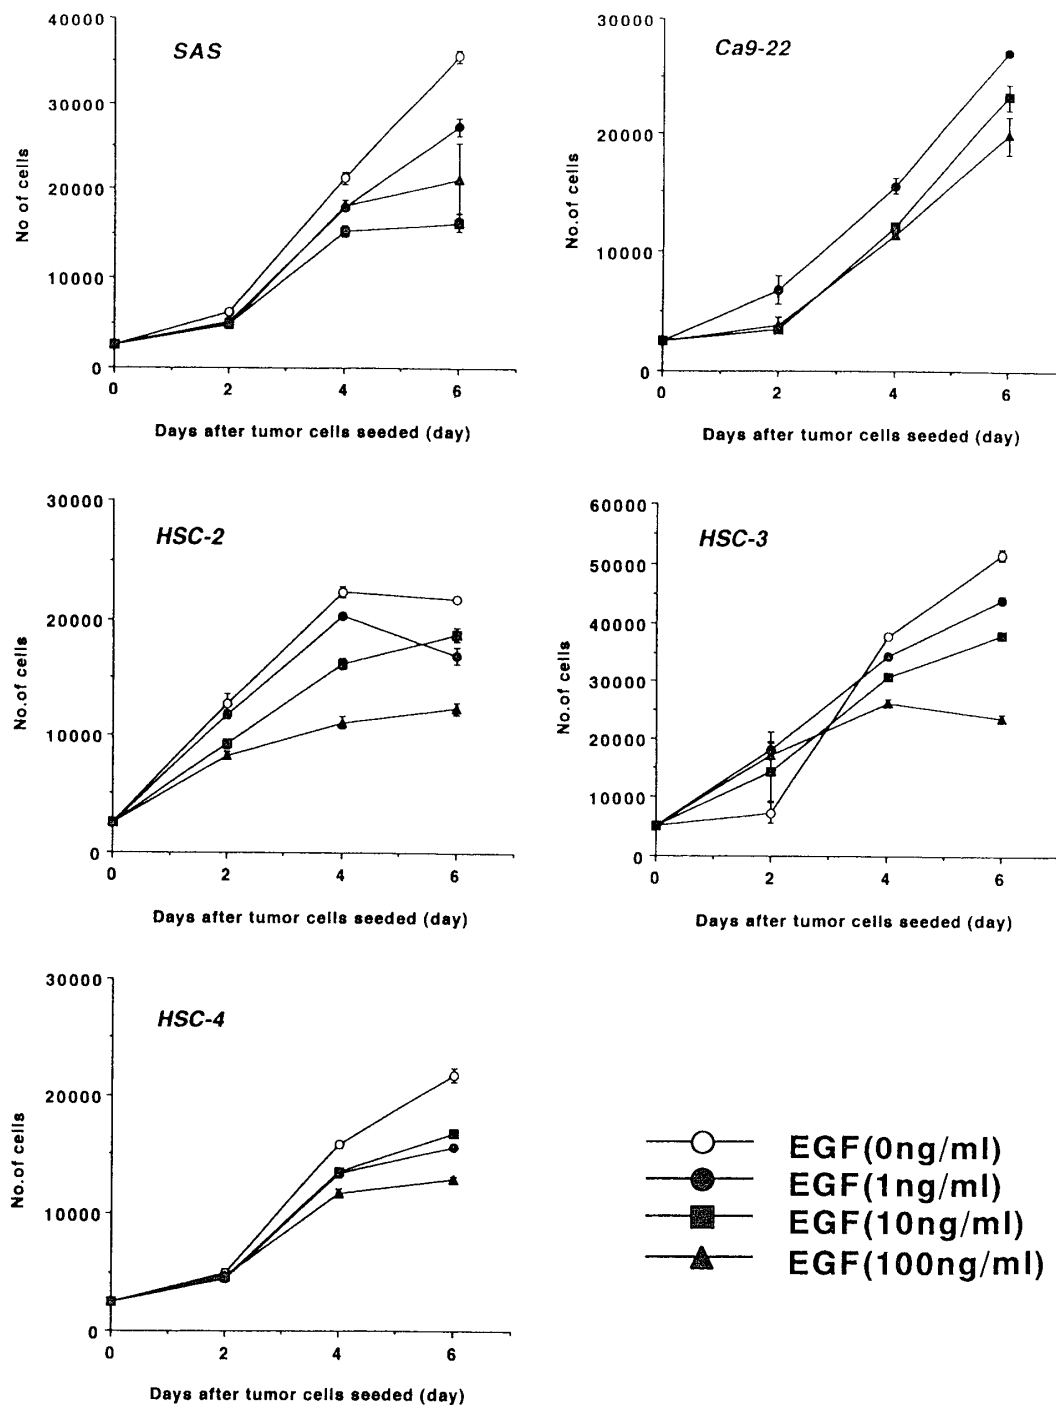 SAS
40000
30000
20000
10000
0
No of cells
0 2 4 6
Days after tumor cells seeded (day)
Ca9-22
30000
20000
10000
0
No.of cells
0 2 4 6
Days after tumor cells seeded (day)
HSC-2
30000
20000
10000
0
No.of cells
0 2 4 6
Days after tumor cells seeded (day)
HSC-3
60000
50000
40000
30000
20000
10000
0
No.of cells
0 2 4 6
Days after tumor cells seeded (day)
HSC-4
30000
20000
10000
0
No.of cells
0 2 4 6
Days after tumor cells seeded (day)
EGF(0ng/ml)
EGF(1ng/ml)
EGF(10ng/ml)
EGF(100ng/ml)